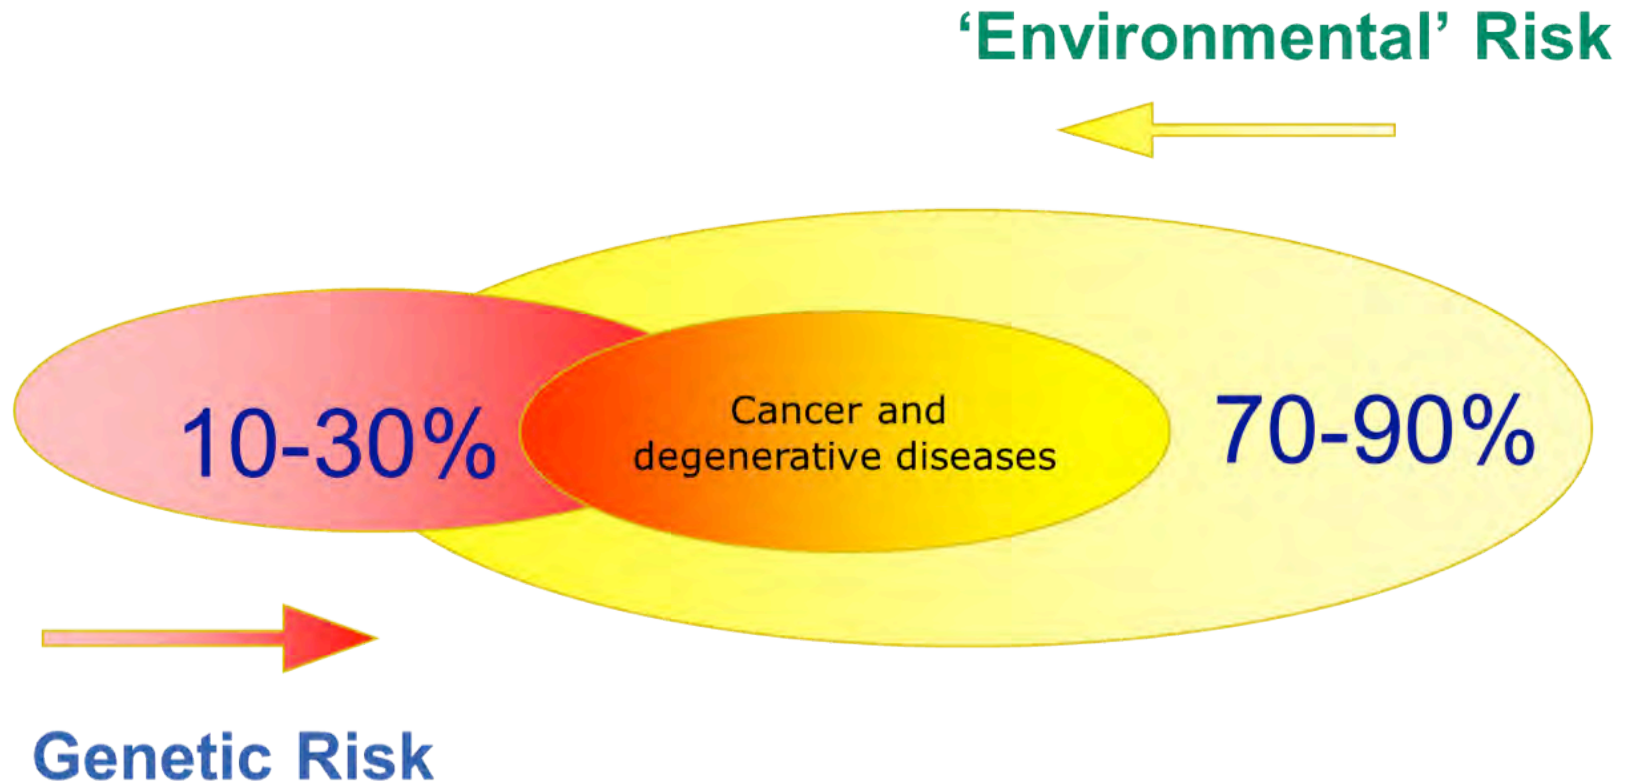 ‘Environmental’ Risk
10-30%
Cancer and
degenerative diseases
70-90%
Genetic Risk